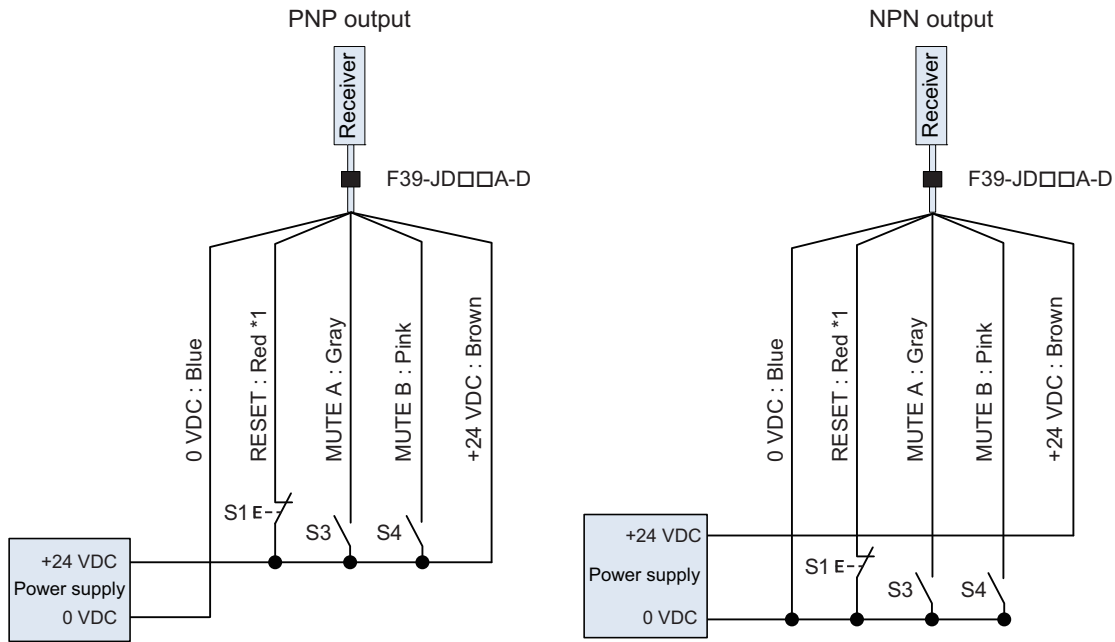 PNP output
Receiver
F39-JD□□A-D
0 VDC : Blue
RESET : Red *1
MUTE A : Gray
MUTE B : Pink
+24 VDC : Brown
S1 E
S3
S4
+24 VDC
Power supply
0 VDC
NPN output
Receiver
F39-JD□□A-D
0 VDC : Blue
RESET : Red *1
MUTE A : Gray
MUTE B : Pink
+24 VDC : Brown
+24 VDC
Power supply
0 VDC
S1 E
S3
S4